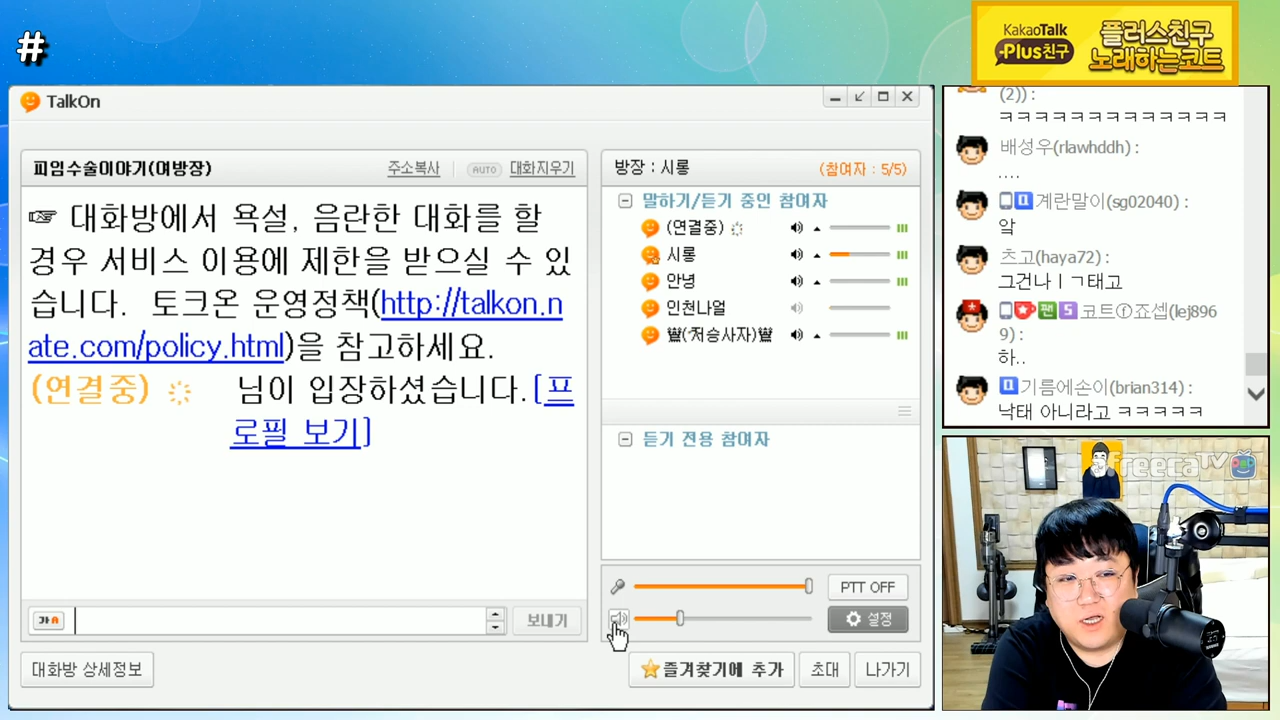 #
KakaoTalk
Plus친구
플러스친구
노래하는코트
TalkOn
피임수술이야기(여방장)
주소복사
AUTO
대화지우기
☞ 대화방에서 욕설, 음란한 대화를 할
경우 서비스 이용에 제한을 받으실 수 있
습니다. 토크온 운영정책(http://talkon.n
ate.com/policy.html)을 참고하세요.
(연결중) 님이 입장하셨습니다.[프
로필 보기]
가A
보내기
대화방 상세정보
방장 : 시롱
(참여자 : 5/5)
말하기/듣기 중인 참여자
(연결중)
시롱
안녕
인천나얼
♛(저승사자)♛
듣기 전용 참여자
PTT OFF
설정
즐겨찾기에 추가
초대
나가기
(2)) :
ㅋㅋㅋㅋㅋㅋㅋㅋㅋㅋㅋㅋㅋ
배성우(rlawhddh) :
....
계란말이(sg02040) :
앜
츠고(haya72) :
그건나ㅣㄱ태고
팬 S 코트ⓕ죠셉(lej896
9) :
하..
기름에손이(brian314) :
낙태 아니라고 ㅋㅋㅋㅋㅋ
afreecaTV